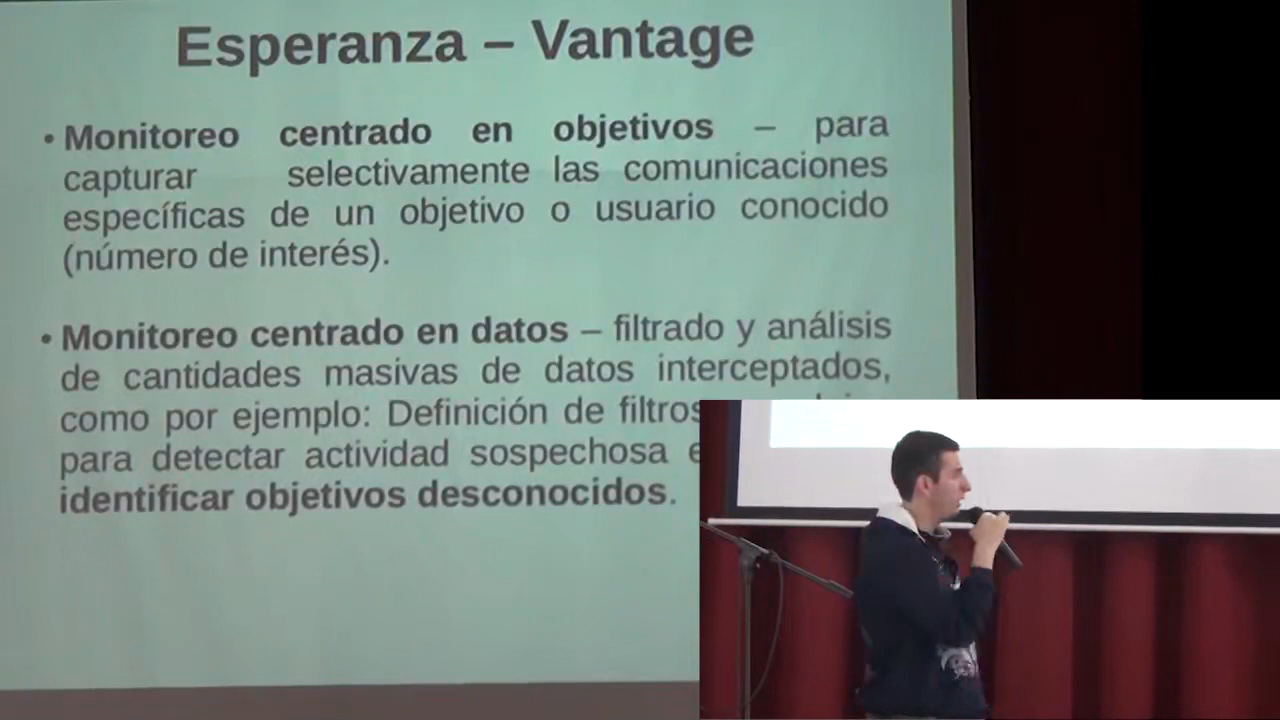 Esperanza – Vantage
• Monitoreo centrado en objetivos – para
capturar selectivamente las comunicaciones
específicas de un objetivo o usuario conocido
(número de interés).
• Monitoreo centrado en datos – filtrado y análisis
de cantidades masivas de datos interceptados,
como por ejemplo: Definición de filtros
para detectar actividad sospechosa
identificar objetivos desconocidos.